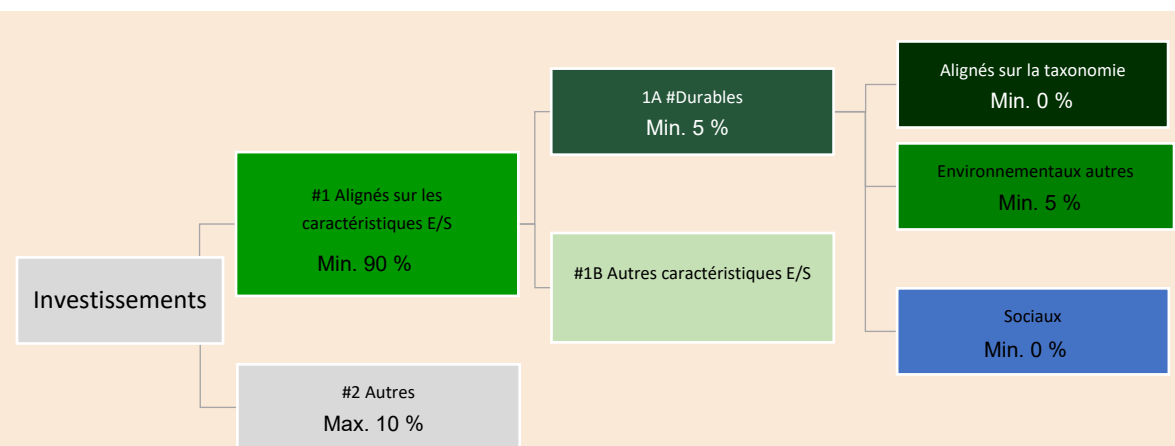 Investissements
#1 Alignés sur les
caractéristiques E/S
Min. 90 %
#2 Autres
Max. 10 %
1A #Durables
Min. 5 %
#1B Autres caractéristiques E/S
Alignés sur la taxonomie
Min. 0 %
Environnementaux autres
Min. 5 %
Sociaux
Min. 0 %